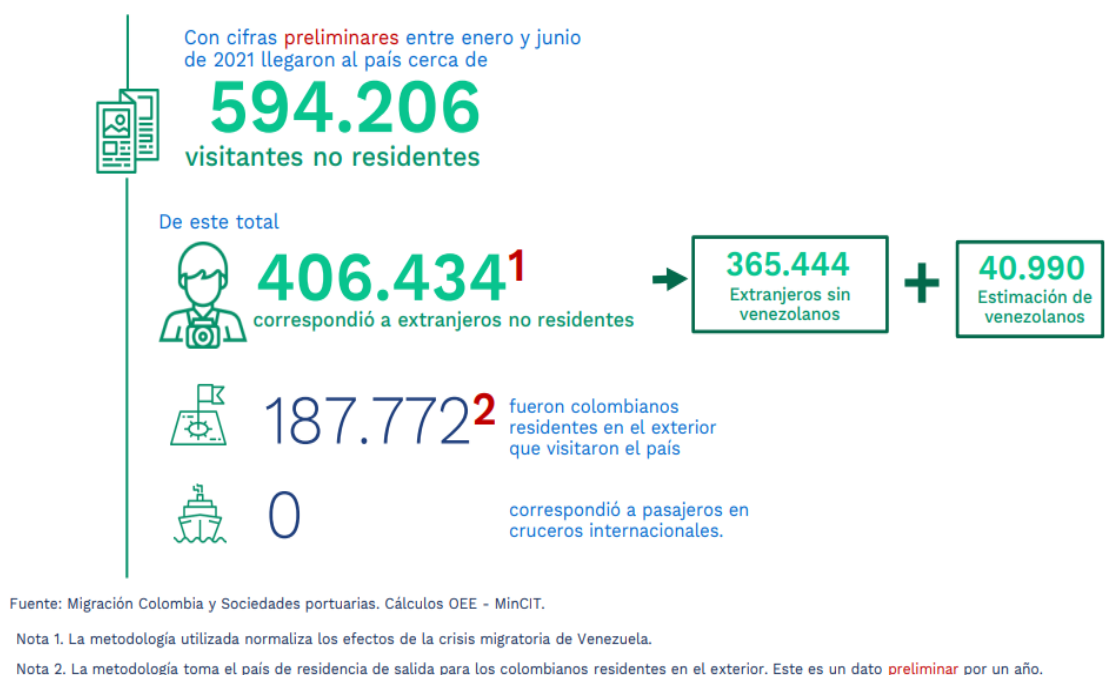 Con cifras preliminares entre enero y junio
de 2021 llegaron al país cerca de
594.206
visitantes no residentes
De este total
406.434¹
correspondió a extranjeros no residentes
365.444
Extranjeros sin
venezolanos
+
40.990
Estimación de
venezolanos
187.772²
fueron colombianos
residentes en el exterior
que visitaron el país
0
correspondió a pasajeros en
cruceros internacionales.
Fuente: Migración Colombia y Sociedades portuarias. Cálculos OEE - MinCIT.
Nota 1. La metodología utilizada normaliza los efectos de la crisis migratoria de Venezuela.
Nota 2. La metodología toma el país de residencia de salida para los colombianos residentes en el exterior. Este es un dato preliminar por un año.